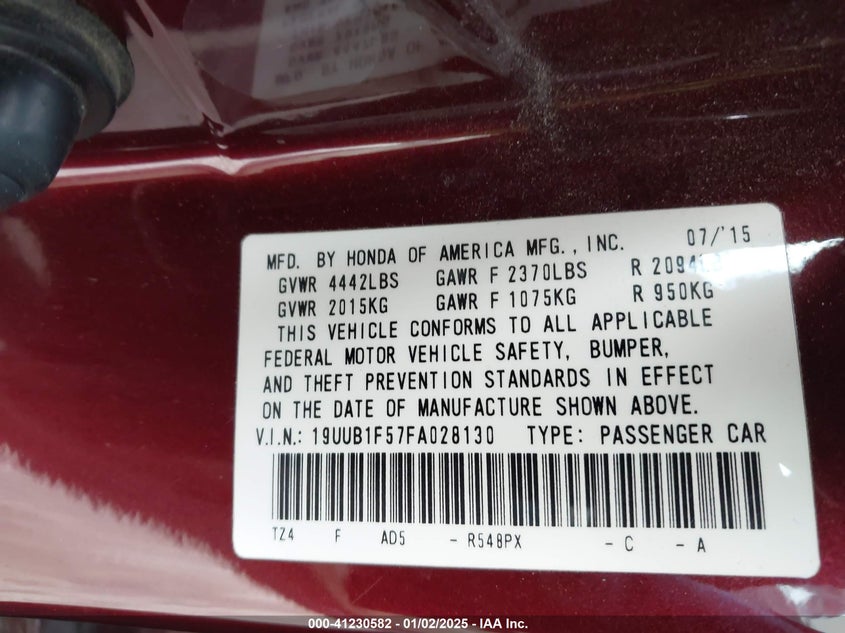 MFD. BY HONDA OF AMERICA MFG., INC. 07/'15
GVWR 4442LBS GAWR F 2370LBS R 2094LBS
GVWR 2015KG GAWR F 1075KG R 950KG
THIS VEHICLE CONFORMS TO ALL APPLICABLE
FEDERAL MOTOR VEHICLE SAFETY, BUMPER,
AND THEFT PREVENTION STANDARDS IN EFFECT
ON THE DATE OF MANUFACTURE SHOWN ABOVE.
V.I.N.: 19UUB1F57FA028130 TYPE: PASSENGER CAR
TZ4 F AD5 - R548PX - C - A
000-41230582 - 01/02/2025 - IAA Inc.